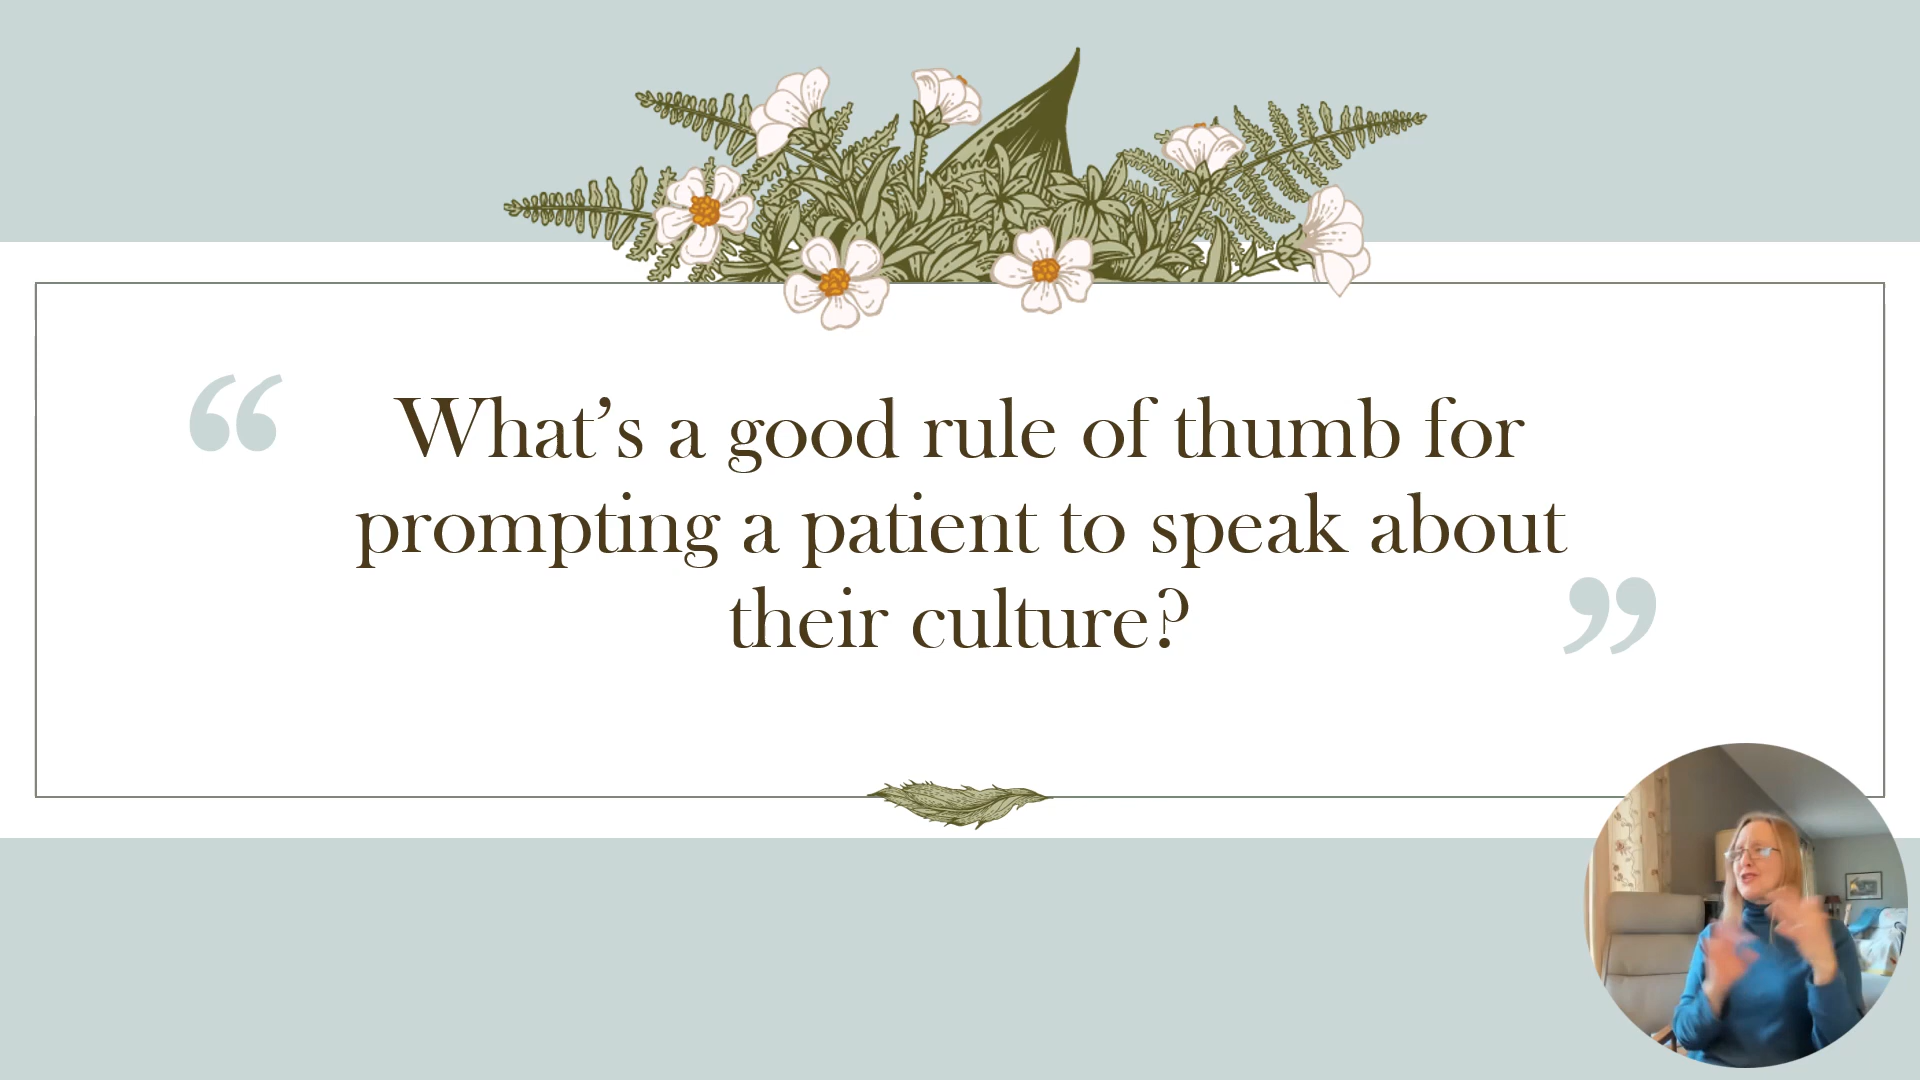 “ What’s a good rule of thumb for
prompting a patient to speak about
their culture? ”